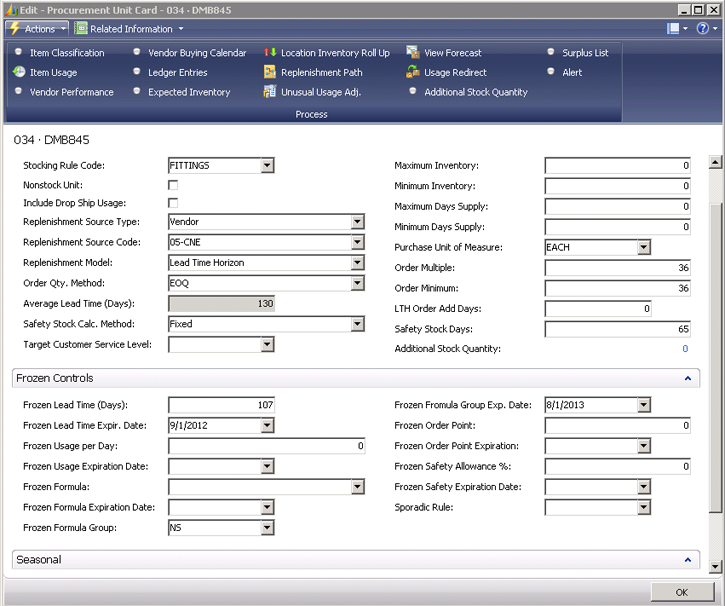 Edit - Procurement Unit Card - 034 · DMB845
Actions Related Information
Item Classification Vendor Buying Calendar Location Inventory Roll Up View Forecast Surplus List
Item Usage Ledger Entries Replenishment Path Usage Redirect Alert
Vendor Performance Expected Inventory Unusual Usage Adj. Additional Stock Quantity
Process
034 · DMB845
Stocking Rule Code: FITTINGS Maximum Inventory: 0
Nonstock Unit: Minimum Inventory: 0
Include Drop Ship Usage: Maximum Days Supply: 0
Replenishment Source Type: Vendor Minimum Days Supply: 0
Replenishment Source Code: 05-CNE Purchase Unit of Measure: EACH
Replenishment Model: Lead Time Horizon Order Multiple: 36
Order Qty. Method: EOQ Order Minimum: 36
Average Lead Time (Days): 130 LTH Order Add Days: 0
Safety Stock Calc. Method: Fixed Safety Stock Days: 65
Target Customer Service Level: Additional Stock Quantity: 0
Frozen Controls
Frozen Lead Time (Days): 107 Frozen Fromula Group Exp. Date: 8/1/2013
Frozen Lead Time Expir. Date: 9/1/2012 Frozen Order Point: 0
Frozen Usage per Day: 0 Frozen Order Point Expiration:
Frozen Usage Expiration Date: Frozen Safety Allowance %: 0
Frozen Formula: Frozen Safety Expiration Date:
Frozen Formula Expiration Date: Sporadic Rule:
Frozen Formula Group: NS
Seasonal
OK